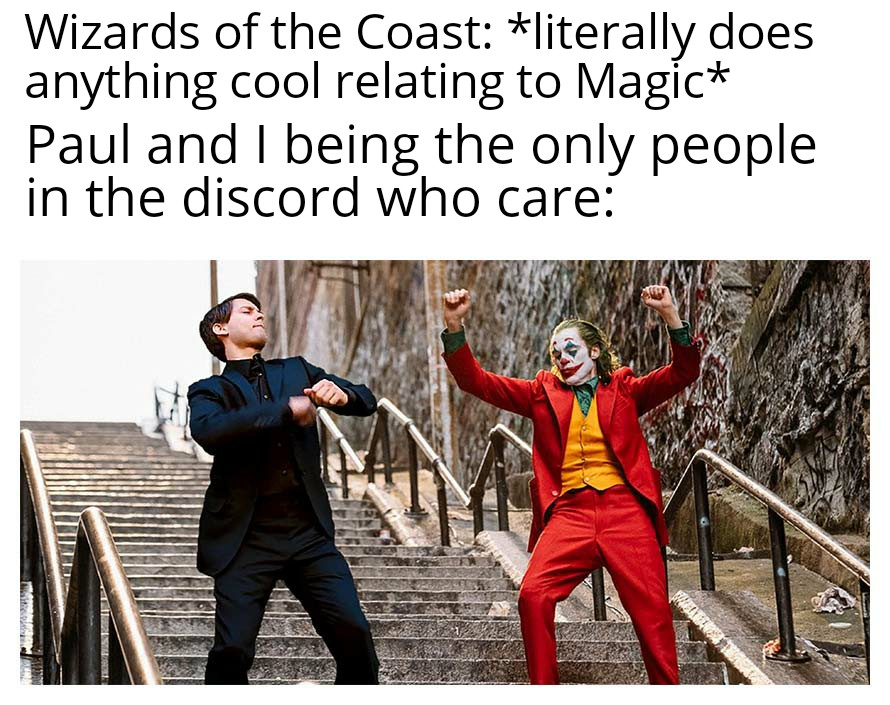 Wizards of the Coast: *literally does
anything cool relating to Magic*
Paul and I being the only people
in the discord who care: